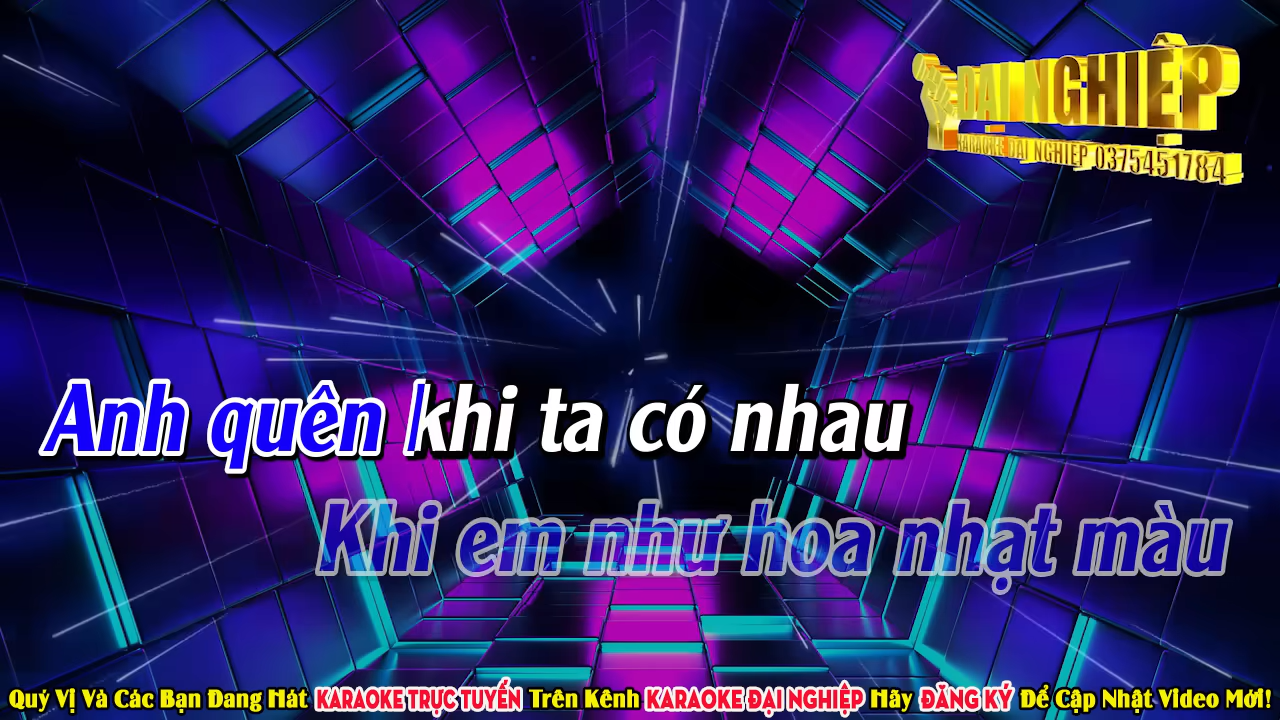 ĐẠI NGHIỆP
KARAOKE ĐẠI NGHIỆP 0375451784
Anh quên khi ta có nhau
Khi em như hoa nhạt màu
Quý Vị Và Các Bạn Đang Hát KARAOKE TRỰC TUYẾN Trên Kênh KARAOKE ĐẠI NGHIỆP Hãy ĐĂNG KÝ Để Cập Nhật Video Mới!